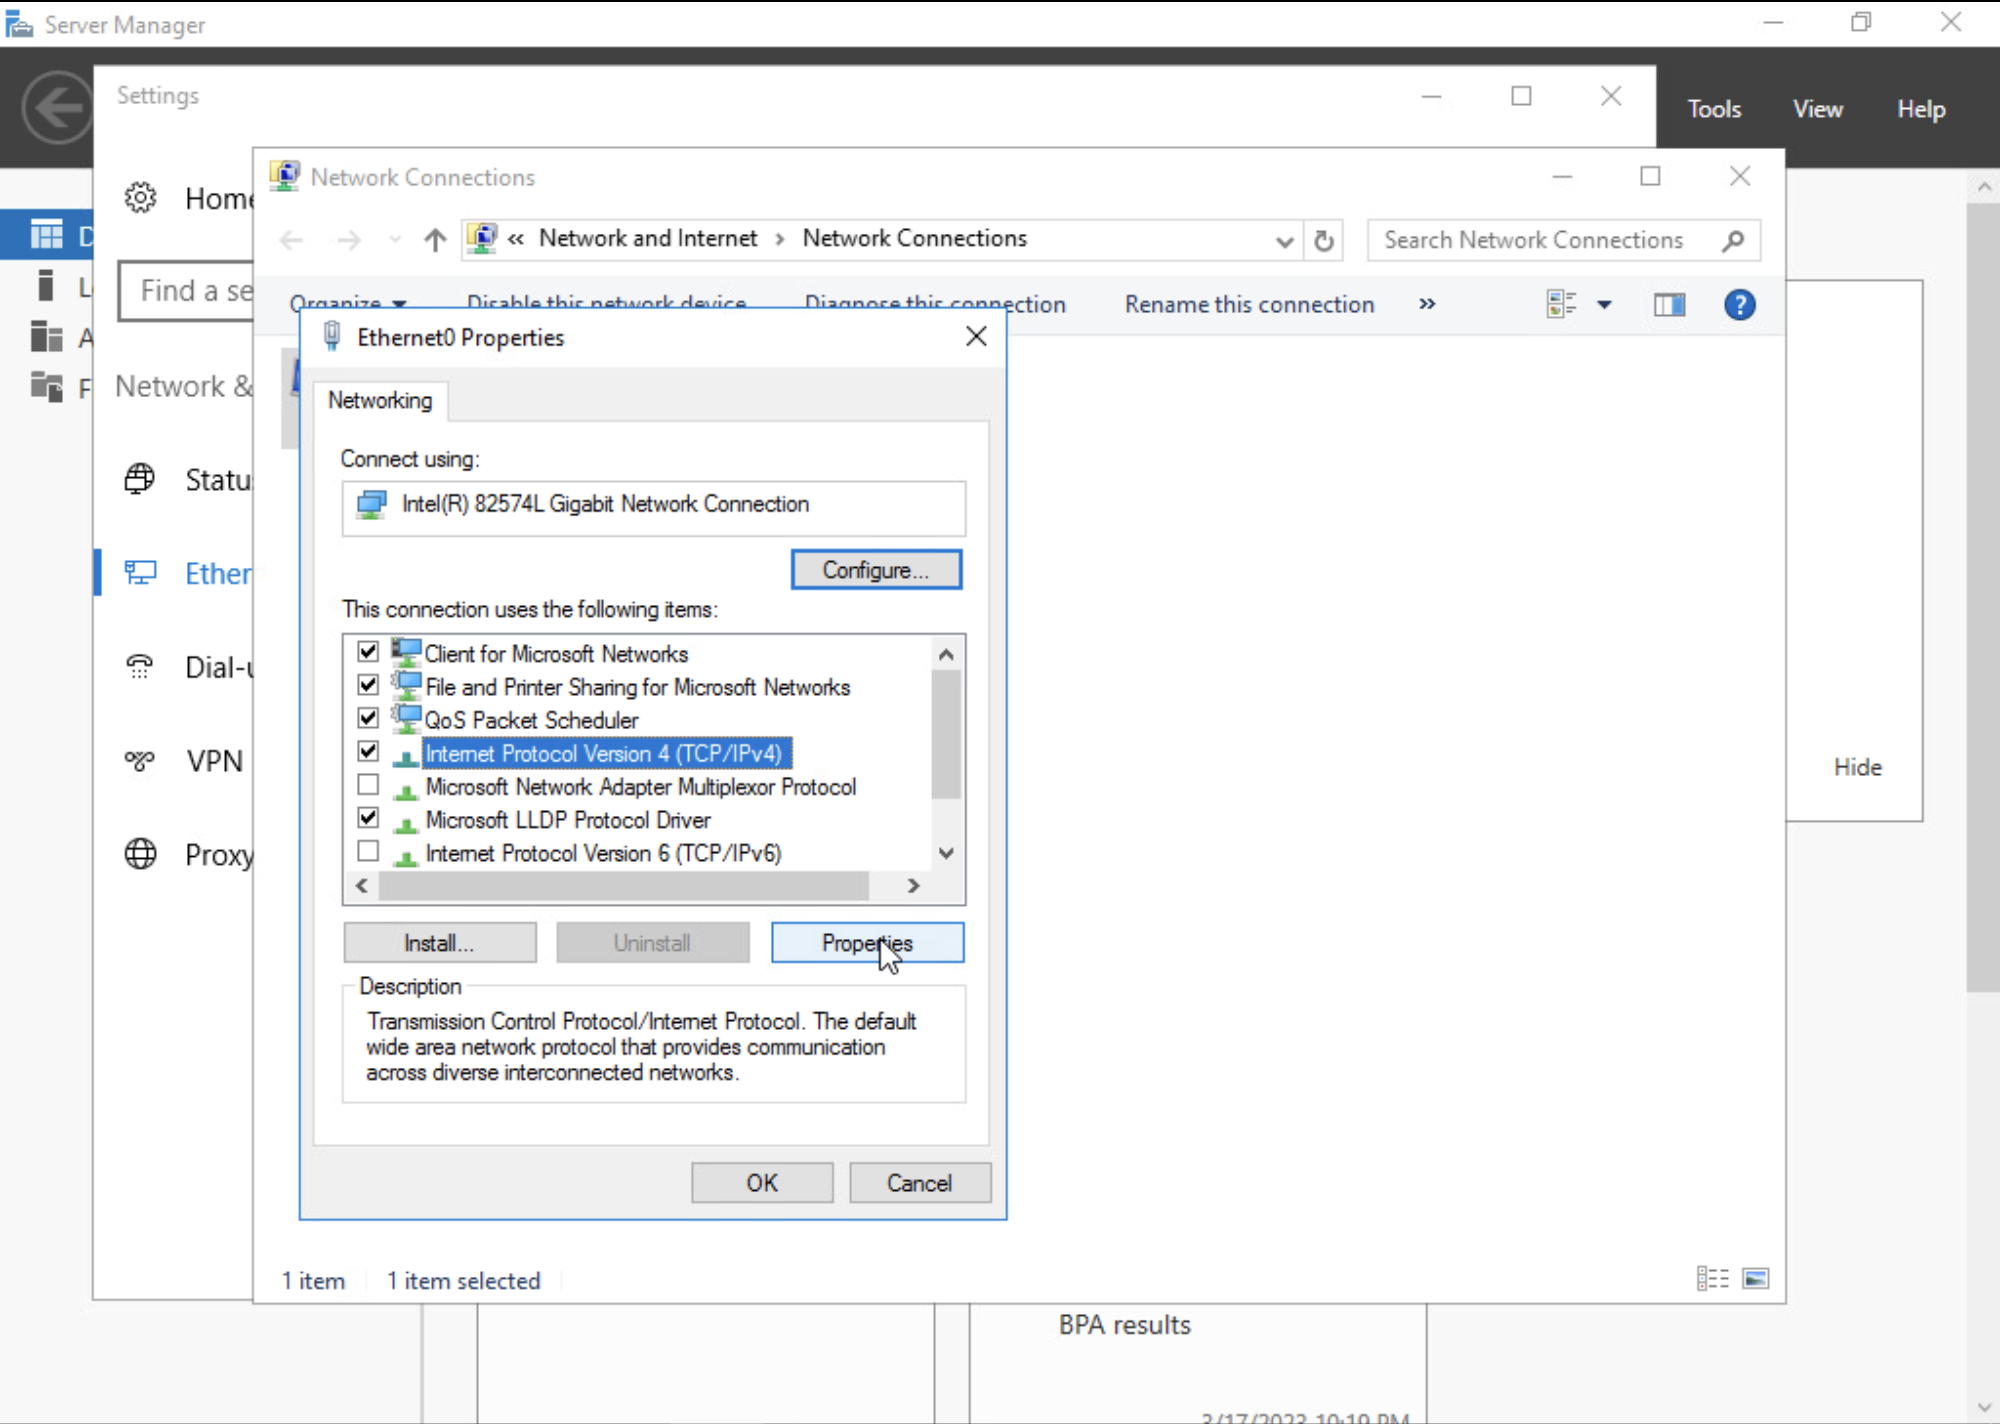 Server Manager
Settings
Tools View Help
Network Connections
Home
« Network and Internet > Network Connections
Search Network Connections
Find a se
Organize Disable this network device Diagnose this connection Rename this connection »
Ethernet0 Properties
Network &
Networking
Connect using:
Intel(R) 82574L Gigabit Network Connection
Statu
Configure...
Ether
This connection uses the following items:
Client for Microsoft Networks
File and Printer Sharing for Microsoft Networks
QoS Packet Scheduler
Internet Protocol Version 4 (TCP/IPv4)
Microsoft Network Adapter Multiplexor Protocol
Microsoft LLDP Protocol Driver
Internet Protocol Version 6 (TCP/IPv6)
Dial-u
VPN
Hide
Proxy
Install... Uninstall Properties
Description
Transmission Control Protocol/Internet Protocol. The default
wide area network protocol that provides communication
across diverse interconnected networks.
OK Cancel
1 item 1 item selected
BPA results
3/17/2023 10:19 PM